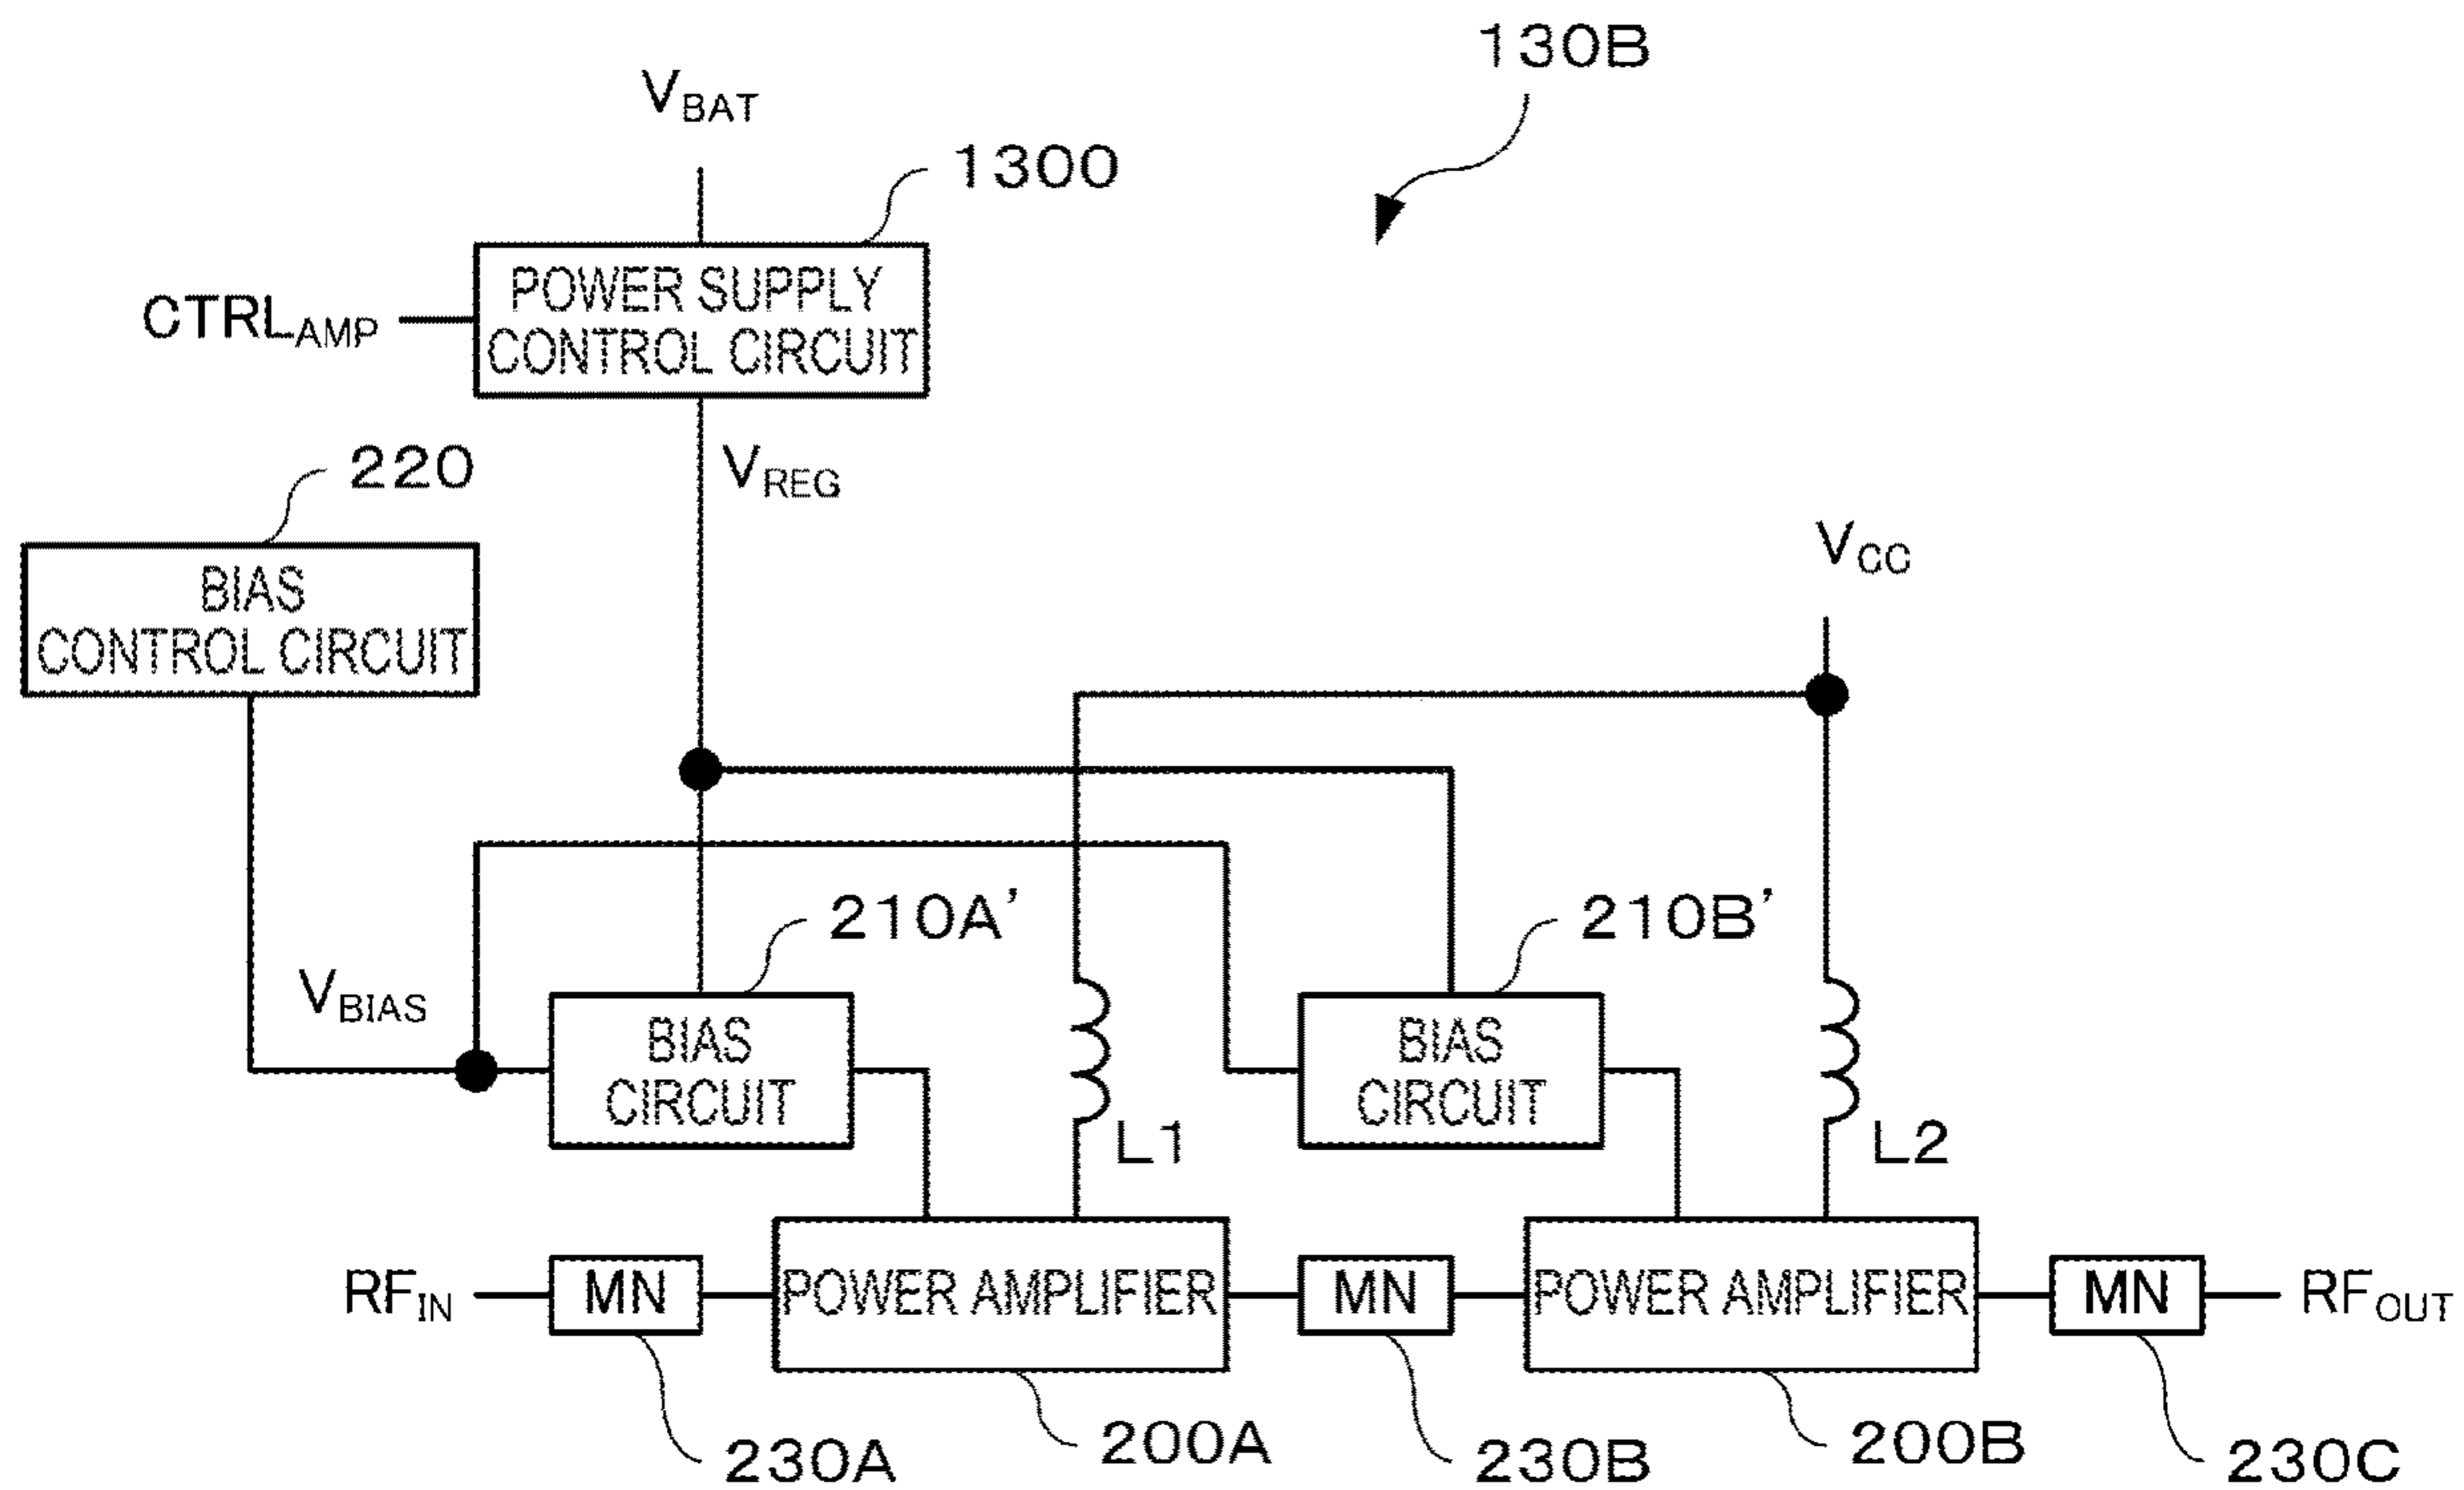 130B
VBAT
1300
POWER SUPPLY
CONTROL CIRCUIT
CTRLAMP
220
VREG
BIAS
CONTROL CIRCUIT
VCC
210A'
210B'
VBIAS
BIAS
CIRCUIT
BIAS
CIRCUIT
L1
L2
RFIN
MN
POWER AMPLIFIER
MN
POWER AMPLIFIER
MN
RFOUT
230A
200A
230B
200B
230C